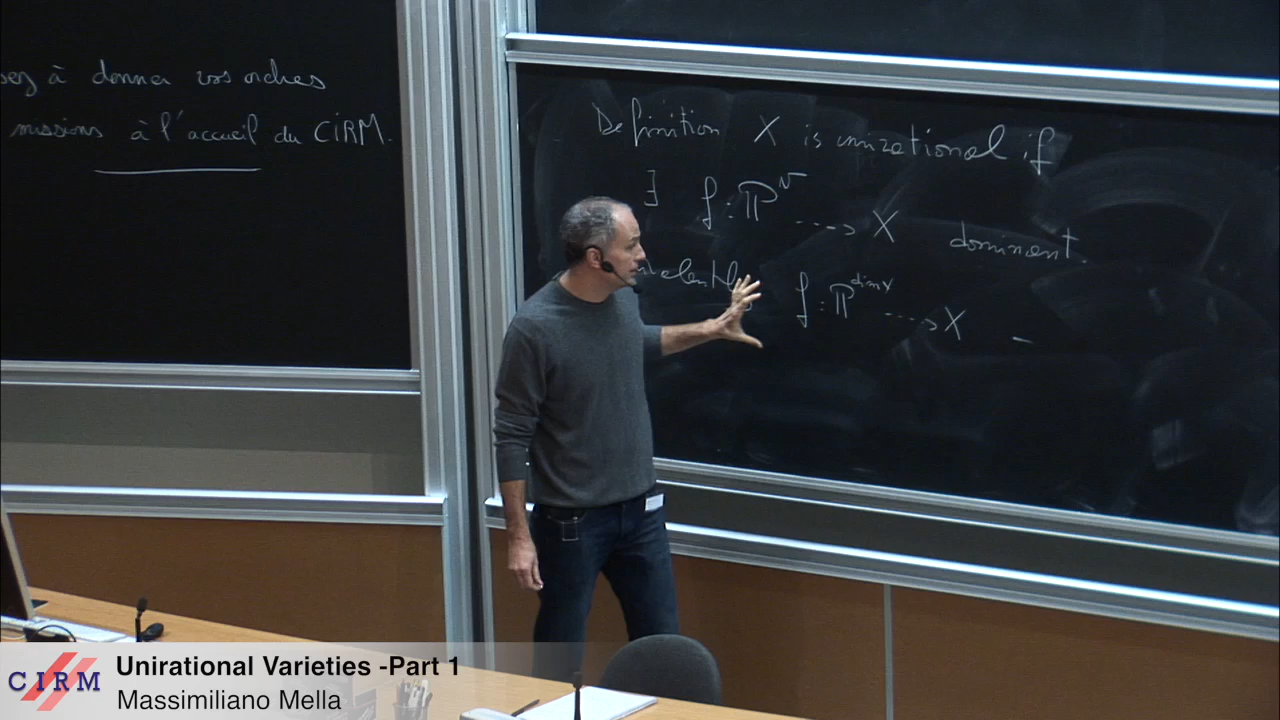 à donner vos ordres
missions à l'accueil du CIRM.
Definition X is unirational if
∃ f : ℙᴺ ⇢ X dominant.
f : ℙ^dim X ⇢ X —
CIRM
Unirational Varieties -Part 1
Massimiliano Mella